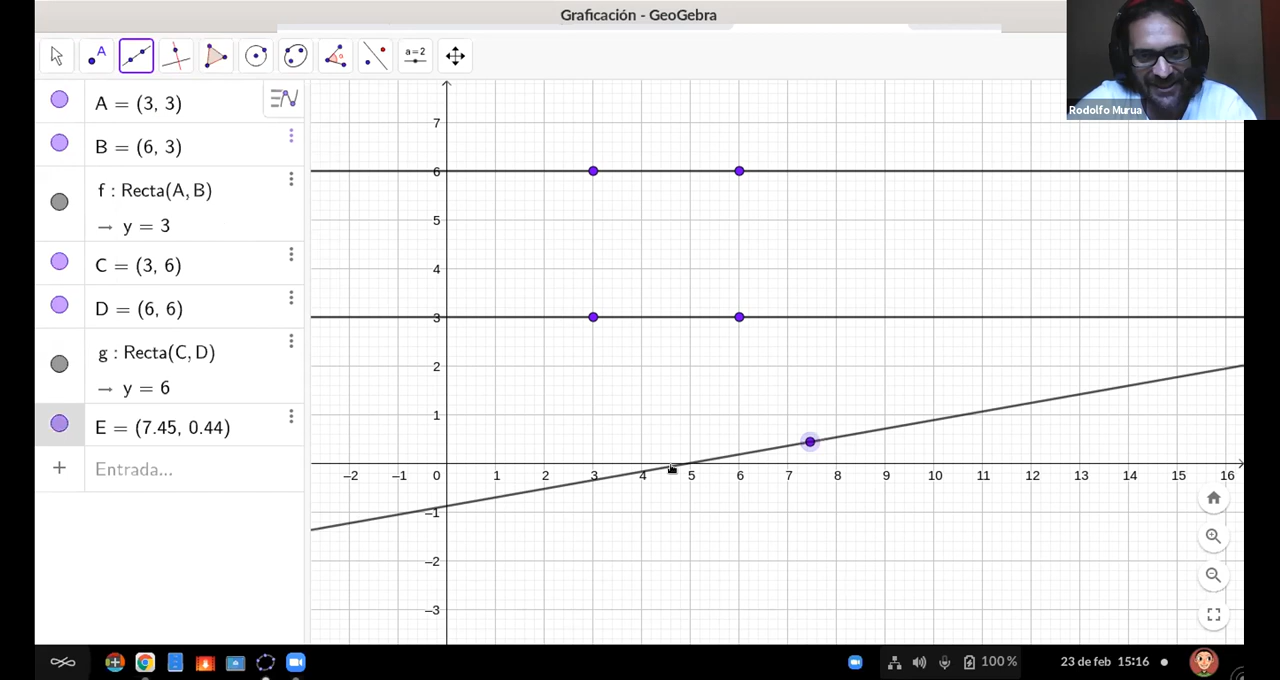 Graficación - GeoGebra
A
a=2
Rodolfo Murua
A = (3, 3)
B = (6, 3)
f : Recta(A, B)
→ y = 3
C = (3, 6)
D = (6, 6)
g : Recta(C, D)
→ y = 6
E = (7.45, 0.44)
+ Entrada...
7
6
5
4
3
2
1
−2 −1 0 1 2 3 4 5 6 7 8 9 10 11 12 13 14 15 16
−1
−2
−3
100 %
23 de feb 15:16